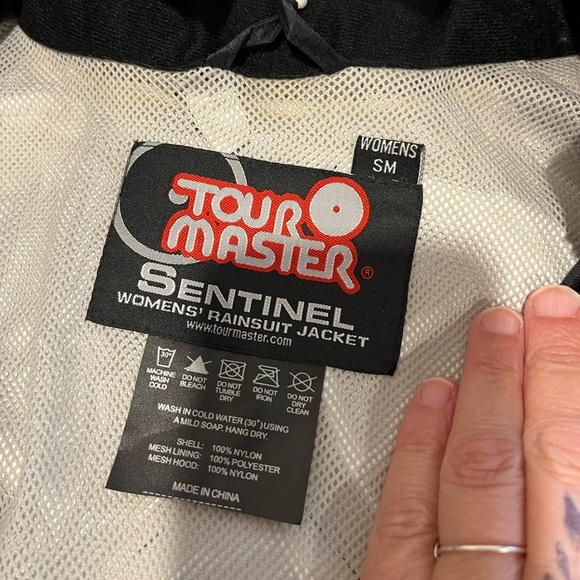 WOMENS
SM
TOUR
MASTER®
SENTINEL
WOMENS' RAINSUIT JACKET
www.tourmaster.com
30°
MACHINE WASH COLD
DO NOT BLEACH
DO NOT TUMBLE DRY
DO NOT IRON
DO NOT DRY CLEAN
WASH IN COLD WATER (30°) USING
A MILD SOAP. HANG DRY.
SHELL: 100% NYLON
MESH LINING: 100% POLYESTER
MESH HOOD: 100% NYLON
MADE IN CHINA